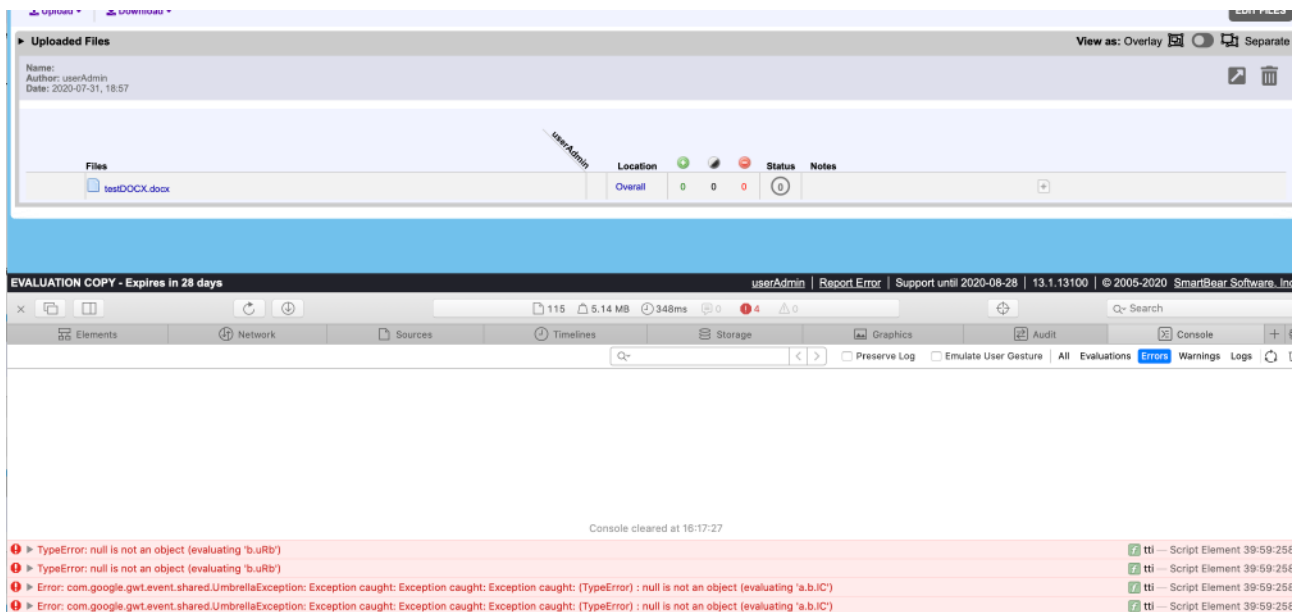 Upload Download EDIT FILES
Uploaded Files View as: Overlay Separate
Name:
Author: userAdmin
Date: 2020-07-31, 18:57
userAdmin
Files Location Status Notes
testDOCX.docx Overall 0 0 0 0
EVALUATION COPY - Expires in 28 days userAdmin | Report Error | Support until 2020-08-28 | 13.1.13100 | © 2005-2020 SmartBear Software, Inc
115 5.14 MB 348ms 0 4 0 Search
Elements Network Sources Timelines Storage Graphics Audit Console
Preserve Log Emulate User Gesture All Evaluations Errors Warnings Logs
Console cleared at 16:17:27
TypeError: null is not an object (evaluating 'b.uRb') tti — Script Element 39:59:258
TypeError: null is not an object (evaluating 'b.uRb') tti — Script Element 39:59:258
Error: com.google.gwt.event.shared.UmbrellaException: Exception caught: Exception caught: Exception caught: (TypeError) : null is not an object (evaluating 'a.b.IC') tti — Script Element 39:59:258
Error: com.google.gwt.event.shared.UmbrellaException: Exception caught: Exception caught: Exception caught: (TypeError) : null is not an object (evaluating 'a.b.IC') tti — Script Element 39:59:258